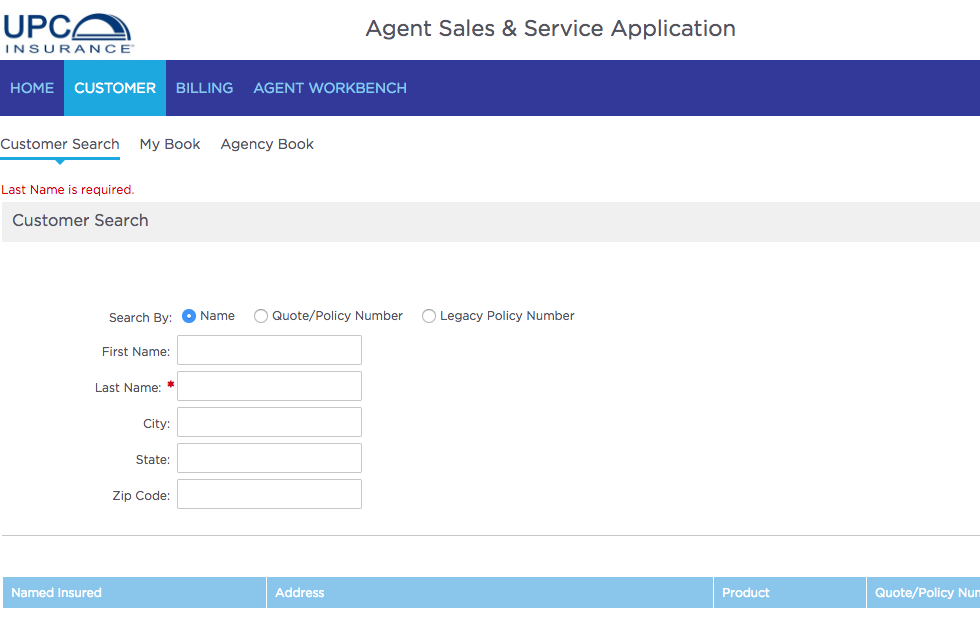 UPC
INSURANCE
Agent Sales & Service Application
HOME CUSTOMER BILLING AGENT WORKBENCH
Customer Search My Book Agency Book
Last Name is required.
Customer Search
Search By: Name Quote/Policy Number Legacy Policy Number
First Name:
Last Name: *
City:
State:
Zip Code:
Named Insured Address Product Quote/Policy Num